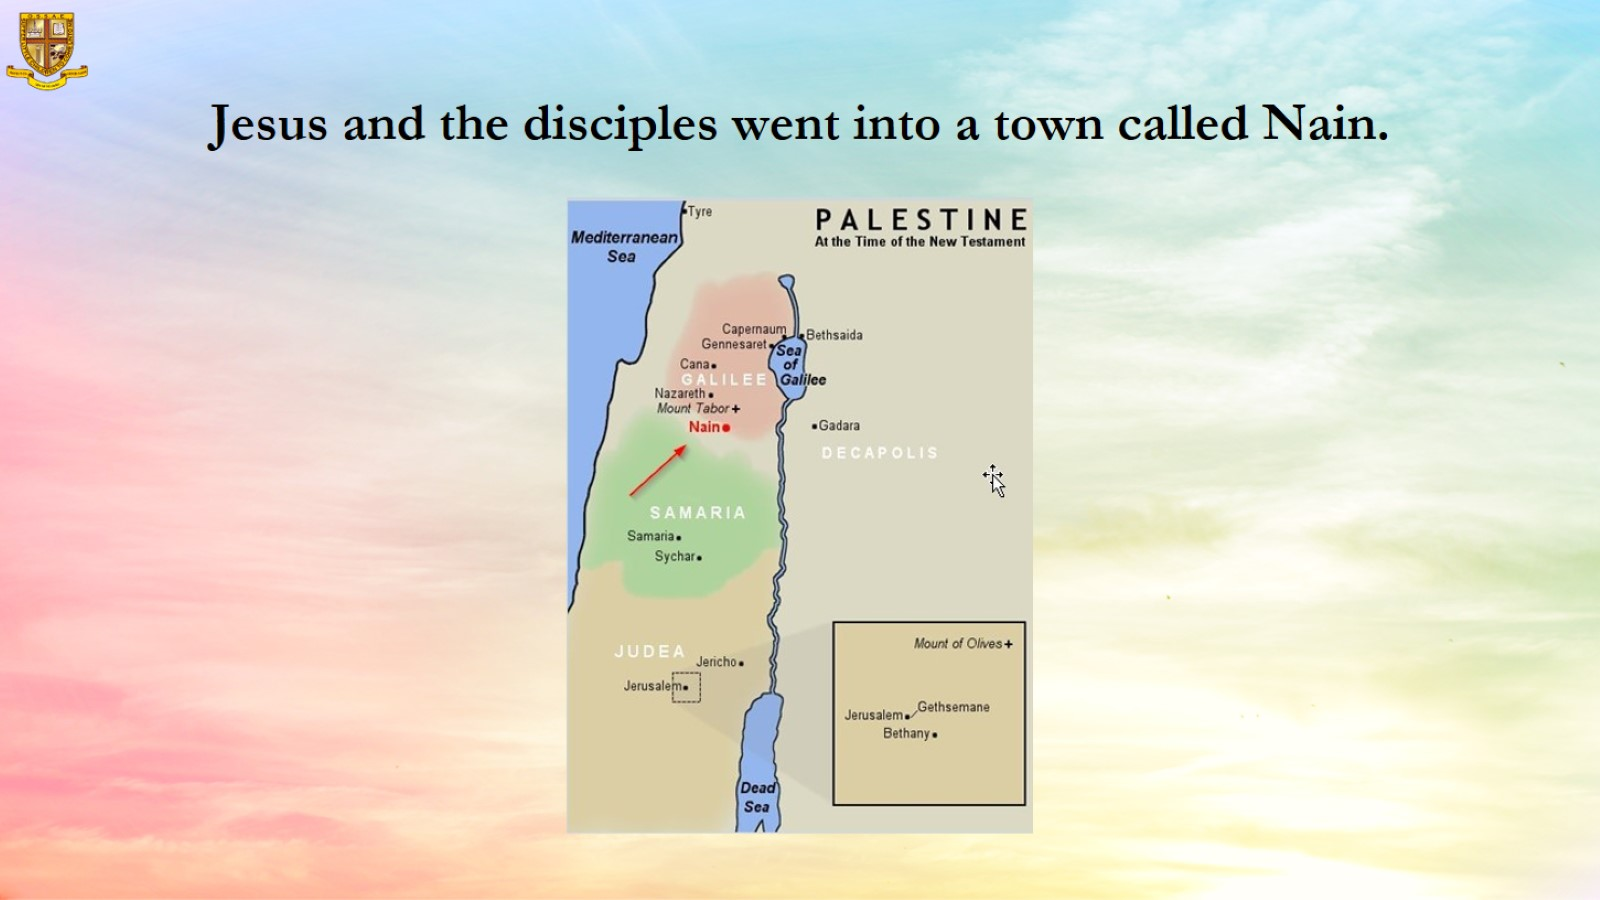 Jesus and the disciples went into a town called Nain.
Tyre
PALESTINE
At the Time of the New Testament
Mediterranean
Sea
Capernaum
Bethsaida
Gennesaret
Sea
of
Galilee
Cana
GALILEE
Nazareth
Mount Tabor
Nain
Gadara
DECAPOLIS
SAMARIA
Samaria
Sychar
JUDEA
Jericho
Jerusalem
Mount of Olives
Gethsemane
Jerusalem
Bethany
Dead
Sea